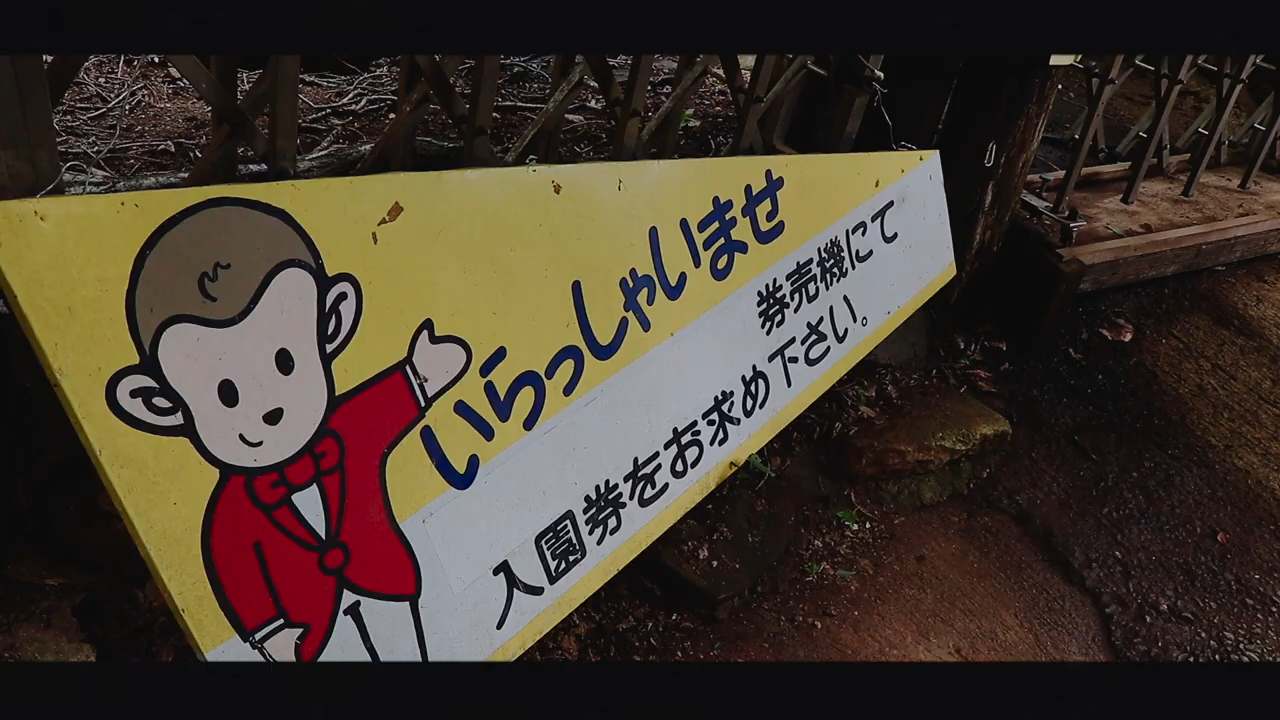 いらっしゃいませ
券売機にて
入園券をお求め下さい。